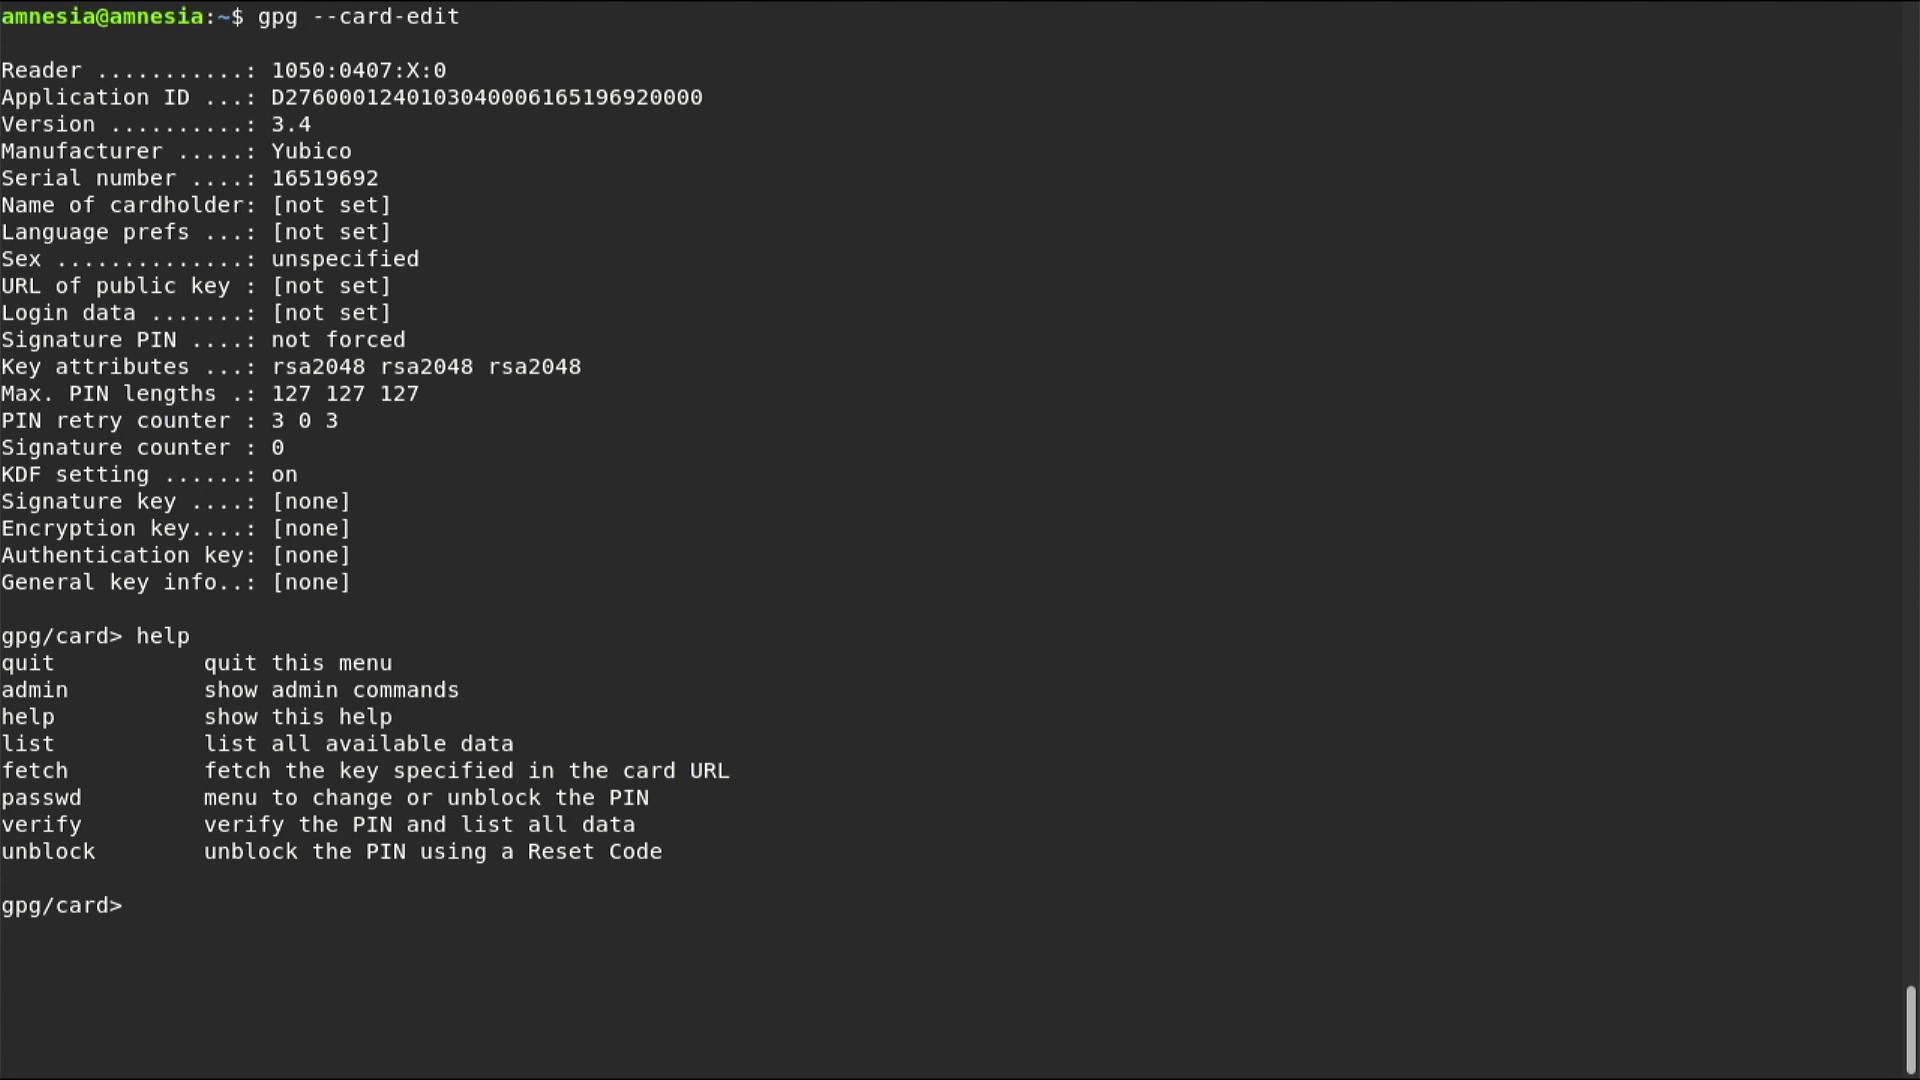 amnesia@amnesia:~$ gpg --card-edit
Reader ...........: 1050:0407:X:0
Application ID ...: D2760001240103040006165196920000
Version ..........: 3.4
Manufacturer .....: Yubico
Serial number ....: 16519692
Name of cardholder: [not set]
Language prefs ...: [not set]
Sex ..............: unspecified
URL of public key : [not set]
Login data .......: [not set]
Signature PIN ....: not forced
Key attributes ...: rsa2048 rsa2048 rsa2048
Max. PIN lengths .: 127 127 127
PIN retry counter : 3 0 3
Signature counter : 0
KDF setting ......: on
Signature key ....: [none]
Encryption key....: [none]
Authentication key: [none]
General key info..: [none]
gpg/card> help
quit           quit this menu
admin          show admin commands
help           show this help
list           list all available data
fetch          fetch the key specified in the card URL
passwd         menu to change or unblock the PIN
verify         verify the PIN and list all data
unblock        unblock the PIN using a Reset Code
gpg/card>